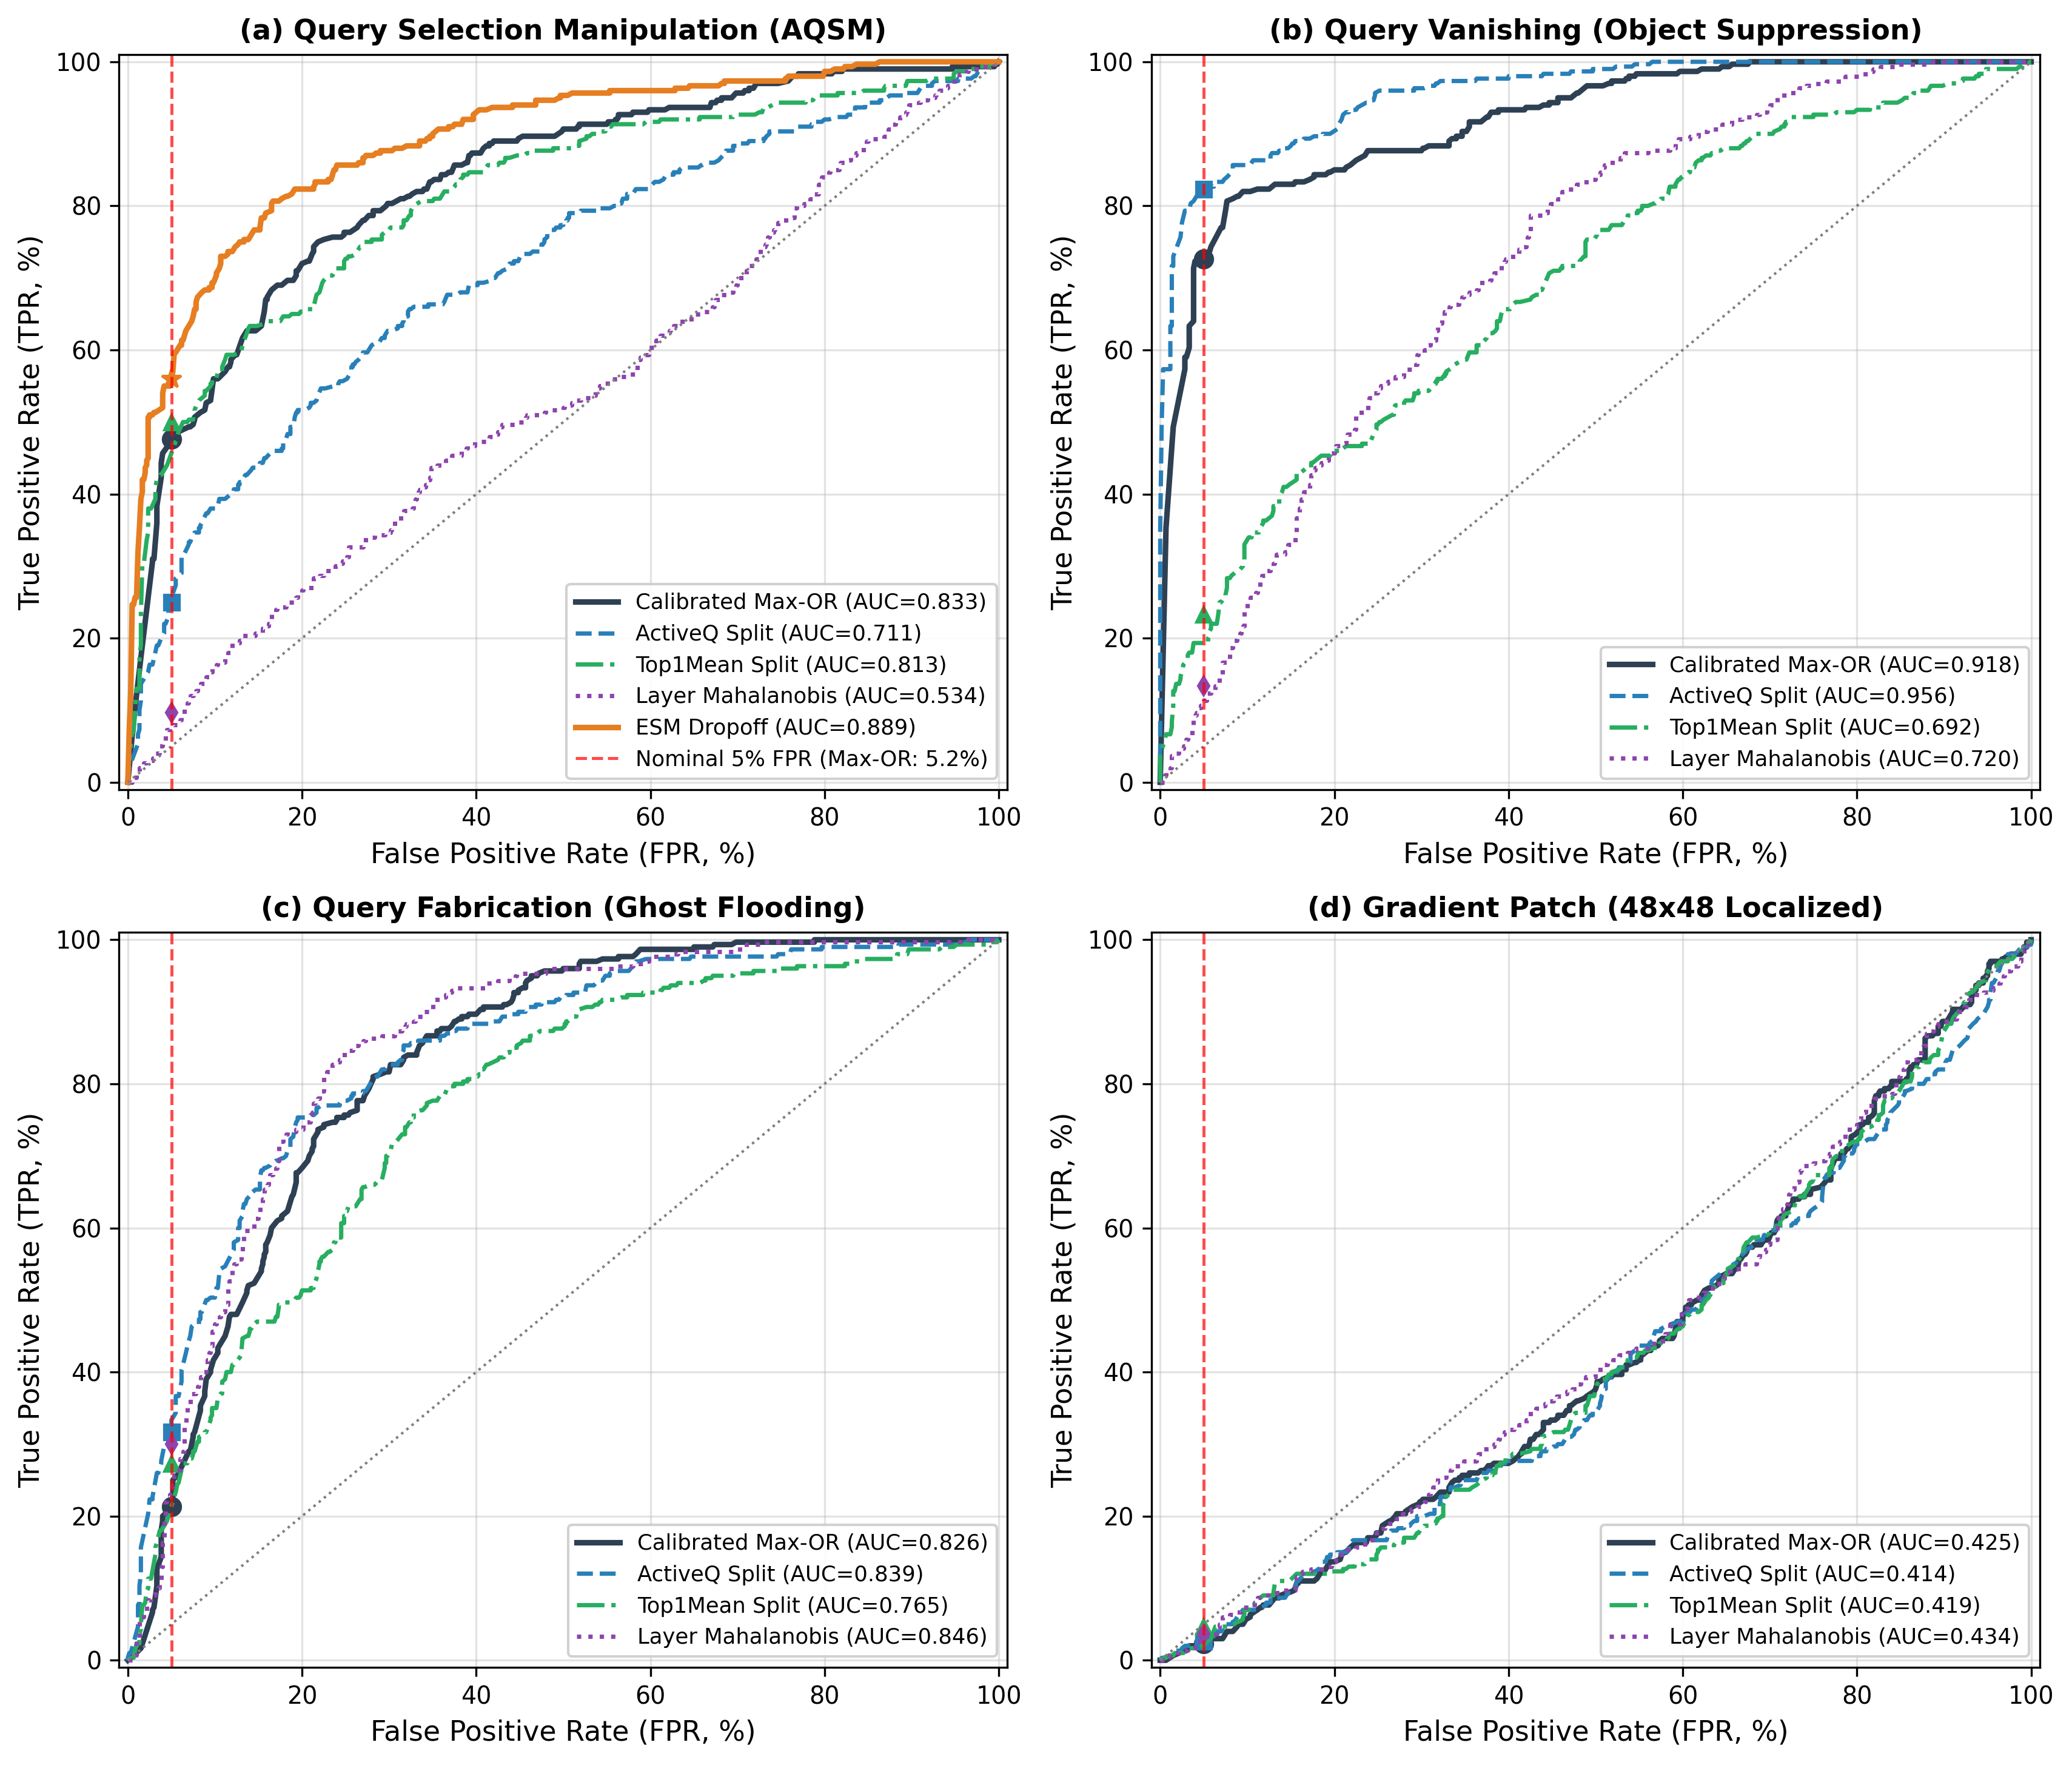 (a) Query Selection Manipulation (AQSM)
True Positive Rate (TPR, %)
100
80
60
40
20
0
Calibrated Max-OR (AUC=0.833)
ActiveQ Split (AUC=0.711)
Top1Mean Split (AUC=0.813)
Layer Mahalanobis (AUC=0.534)
ESM Dropoff (AUC=0.889)
Nominal 5% FPR (Max-OR: 5.2%)
0 20 40 60 80 100
False Positive Rate (FPR, %)
(b) Query Vanishing (Object Suppression)
True Positive Rate (TPR, %)
100
80
60
40
20
0
Calibrated Max-OR (AUC=0.918)
ActiveQ Split (AUC=0.956)
Top1Mean Split (AUC=0.692)
Layer Mahalanobis (AUC=0.720)
0 20 40 60 80 100
False Positive Rate (FPR, %)
(c) Query Fabrication (Ghost Flooding)
True Positive Rate (TPR, %)
100
80
60
40
20
0
Calibrated Max-OR (AUC=0.826)
ActiveQ Split (AUC=0.839)
Top1Mean Split (AUC=0.765)
Layer Mahalanobis (AUC=0.846)
0 20 40 60 80 100
False Positive Rate (FPR, %)
(d) Gradient Patch (48x48 Localized)
True Positive Rate (TPR, %)
100
80
60
40
20
0
Calibrated Max-OR (AUC=0.425)
ActiveQ Split (AUC=0.414)
Top1Mean Split (AUC=0.419)
Layer Mahalanobis (AUC=0.434)
0 20 40 60 80 100
False Positive Rate (FPR, %)